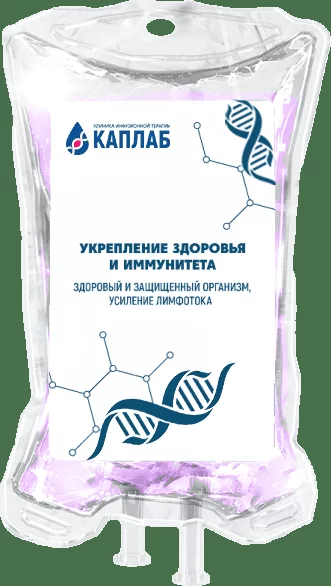 КЛИНИКА ИНФУЗИОННОЙ ТЕРАПИИ
КАПЛАБ
УКРЕПЛЕНИЕ ЗДОРОВЬЯ
И ИММУНИТЕТА
ЗДОРОВЫЙ И ЗАЩИЩЕННЫЙ ОРГАНИЗМ,
УСИЛЕНИЕ ЛИМФОТОКА